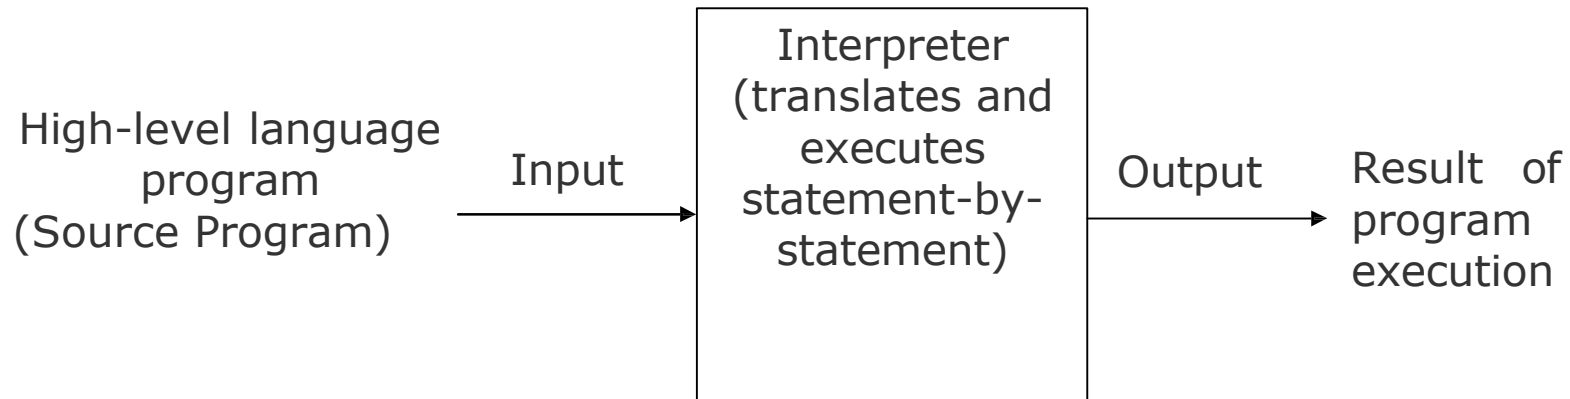 High-level language
program
(Source Program)
Input
Interpreter
(translates and
executes
statement-by-
statement)
Output
Result of
program
execution